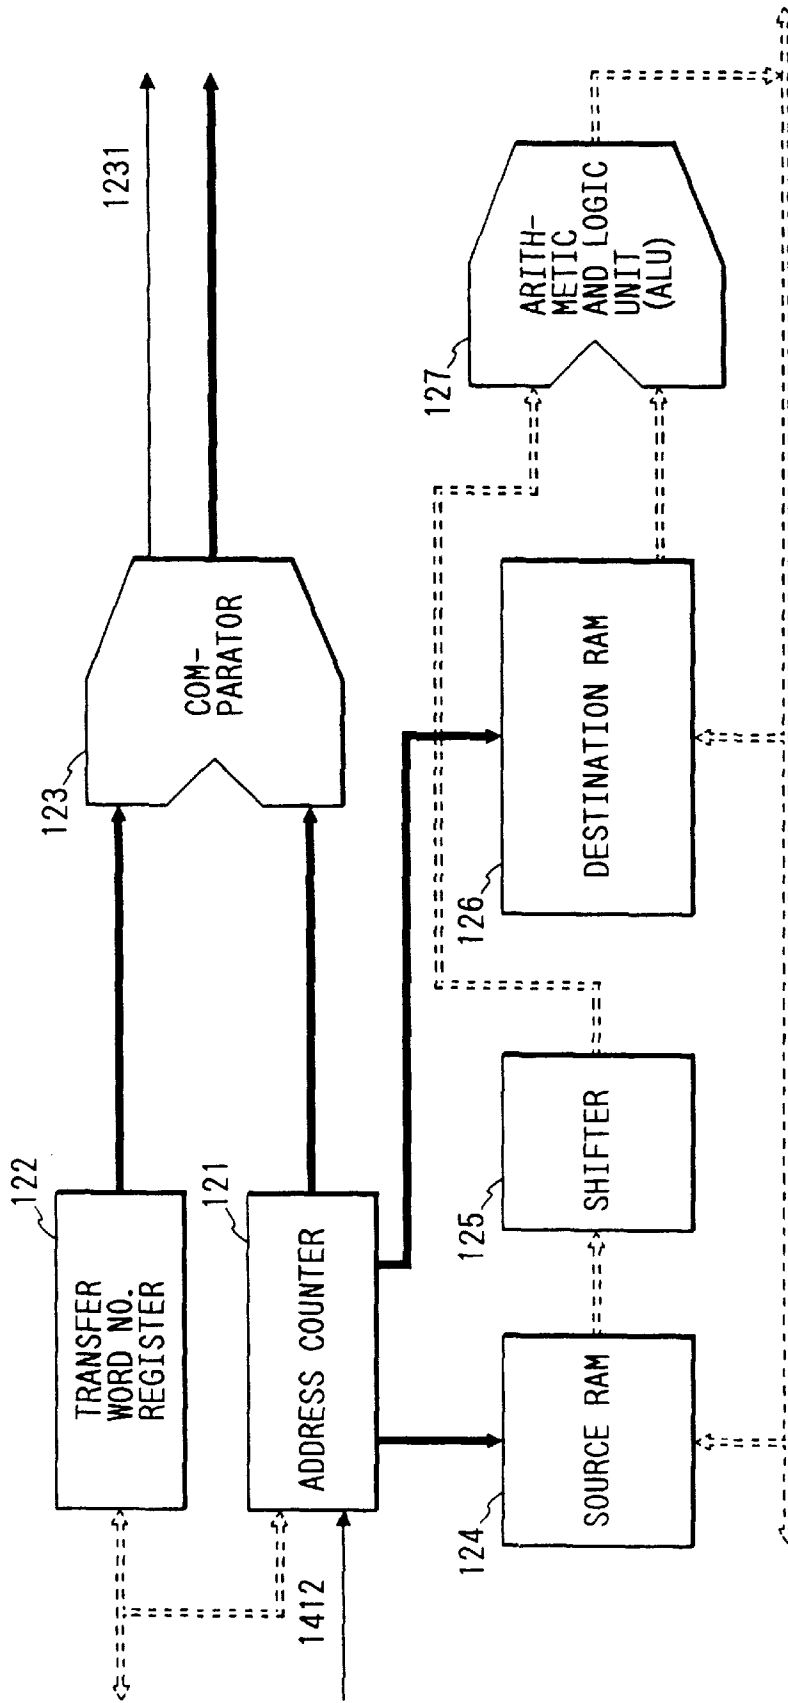 122
TRANSFER
WORD NO.
REGISTER
123
COM-
PARATOR
1231
121
ADDRESS COUNTER
1412
124
SOURCE RAM
125
SHIFTER
126
DESTINATION RAM
127
ARITH-
METIC
AND LOGIC
UNIT
(ALU)